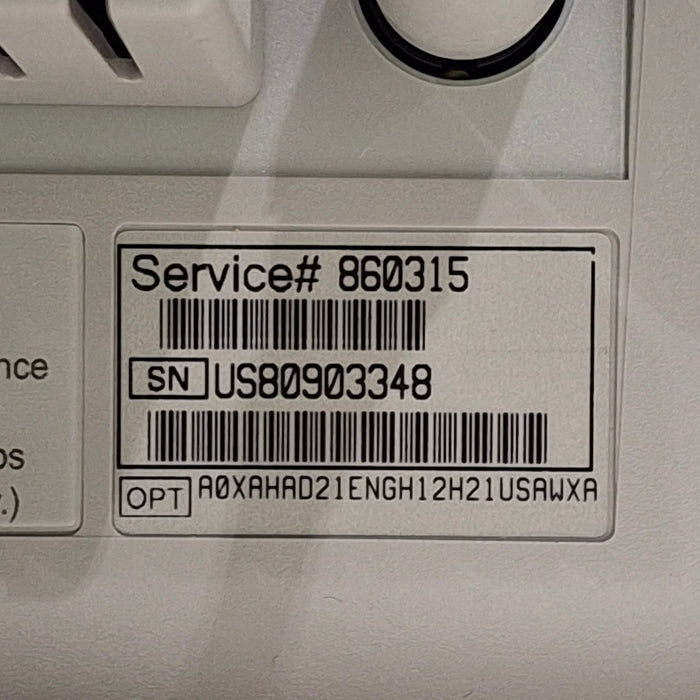 Service# 860315
SN US80903348
OPT A0XAHAD21ENGH12H21USAWXA
nce
os
.)